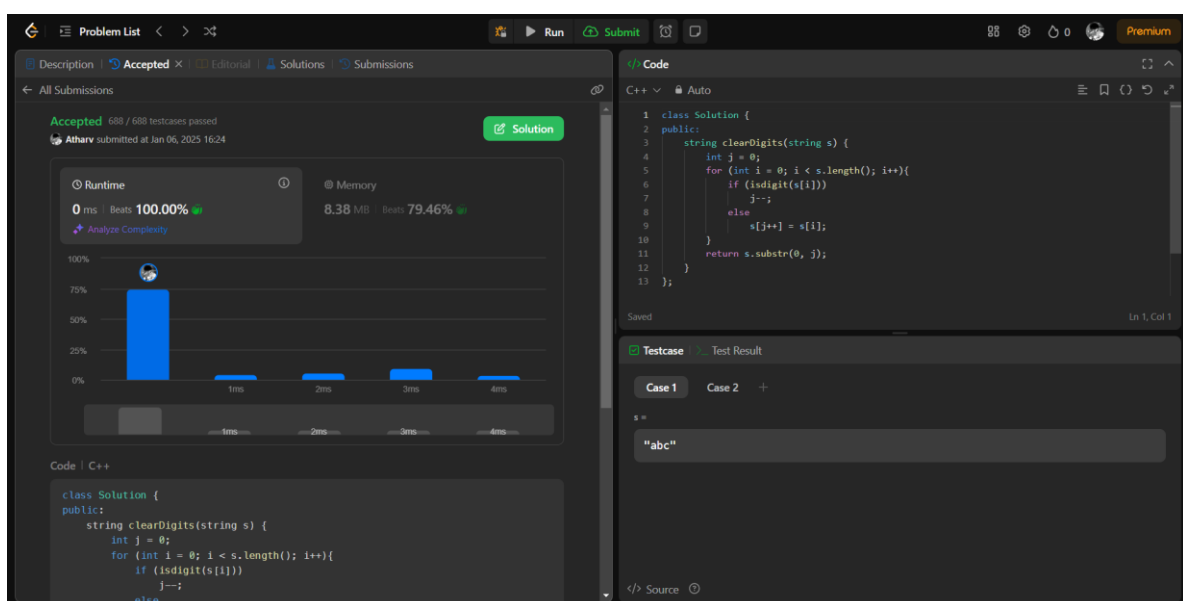 Problem List
Run
Submit
0
Premium
Description | Accepted × | Editorial | Solutions | Submissions
← All Submissions
Accepted 688 / 688 testcases passed
Atharv submitted at Jan 06, 2025 16:24
Solution
Runtime
0 ms | Beats 100.00%
Analyze Complexity
Memory
8.38 MB | Beats 79.46%
100%
75%
50%
25%
0%
1ms 2ms 3ms 4ms
1ms 2ms 3ms 4ms
Code | C++
class Solution {
public:
    string clearDigits(string s) {
        int j = 0;
        for (int i = 0; i < s.length(); i++){
            if (isdigit(s[i]))
                j--;
            else
</> Code
C++ Auto
1 class Solution {
2 public:
3     string clearDigits(string s) {
4         int j = 0;
5         for (int i = 0; i < s.length(); i++){
6             if (isdigit(s[i]))
7                 j--;
8             else
9                 s[j++] = s[i];
10         }
11         return s.substr(0, j);
12     }
13 };
Saved
Ln 1, Col 1
Testcase | >_ Test Result
Case 1 Case 2 +
s =
"abc"
</> Source ?